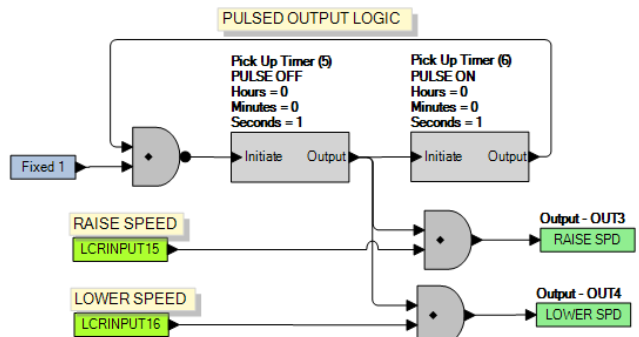 PULSED OUTPUT LOGIC
Pick Up Timer (5)
PULSE OFF
Hours = 0
Minutes = 0
Seconds = 1
Pick Up Timer (6)
PULSE ON
Hours = 0
Minutes = 0
Seconds = 1
Fixed 1
Initiate Output
Initiate Output
RAISE SPEED
LCRINPUT15
Output - OUT3
RAISE SPD
LOWER SPEED
LCRINPUT16
Output - OUT4
LOWER SPD